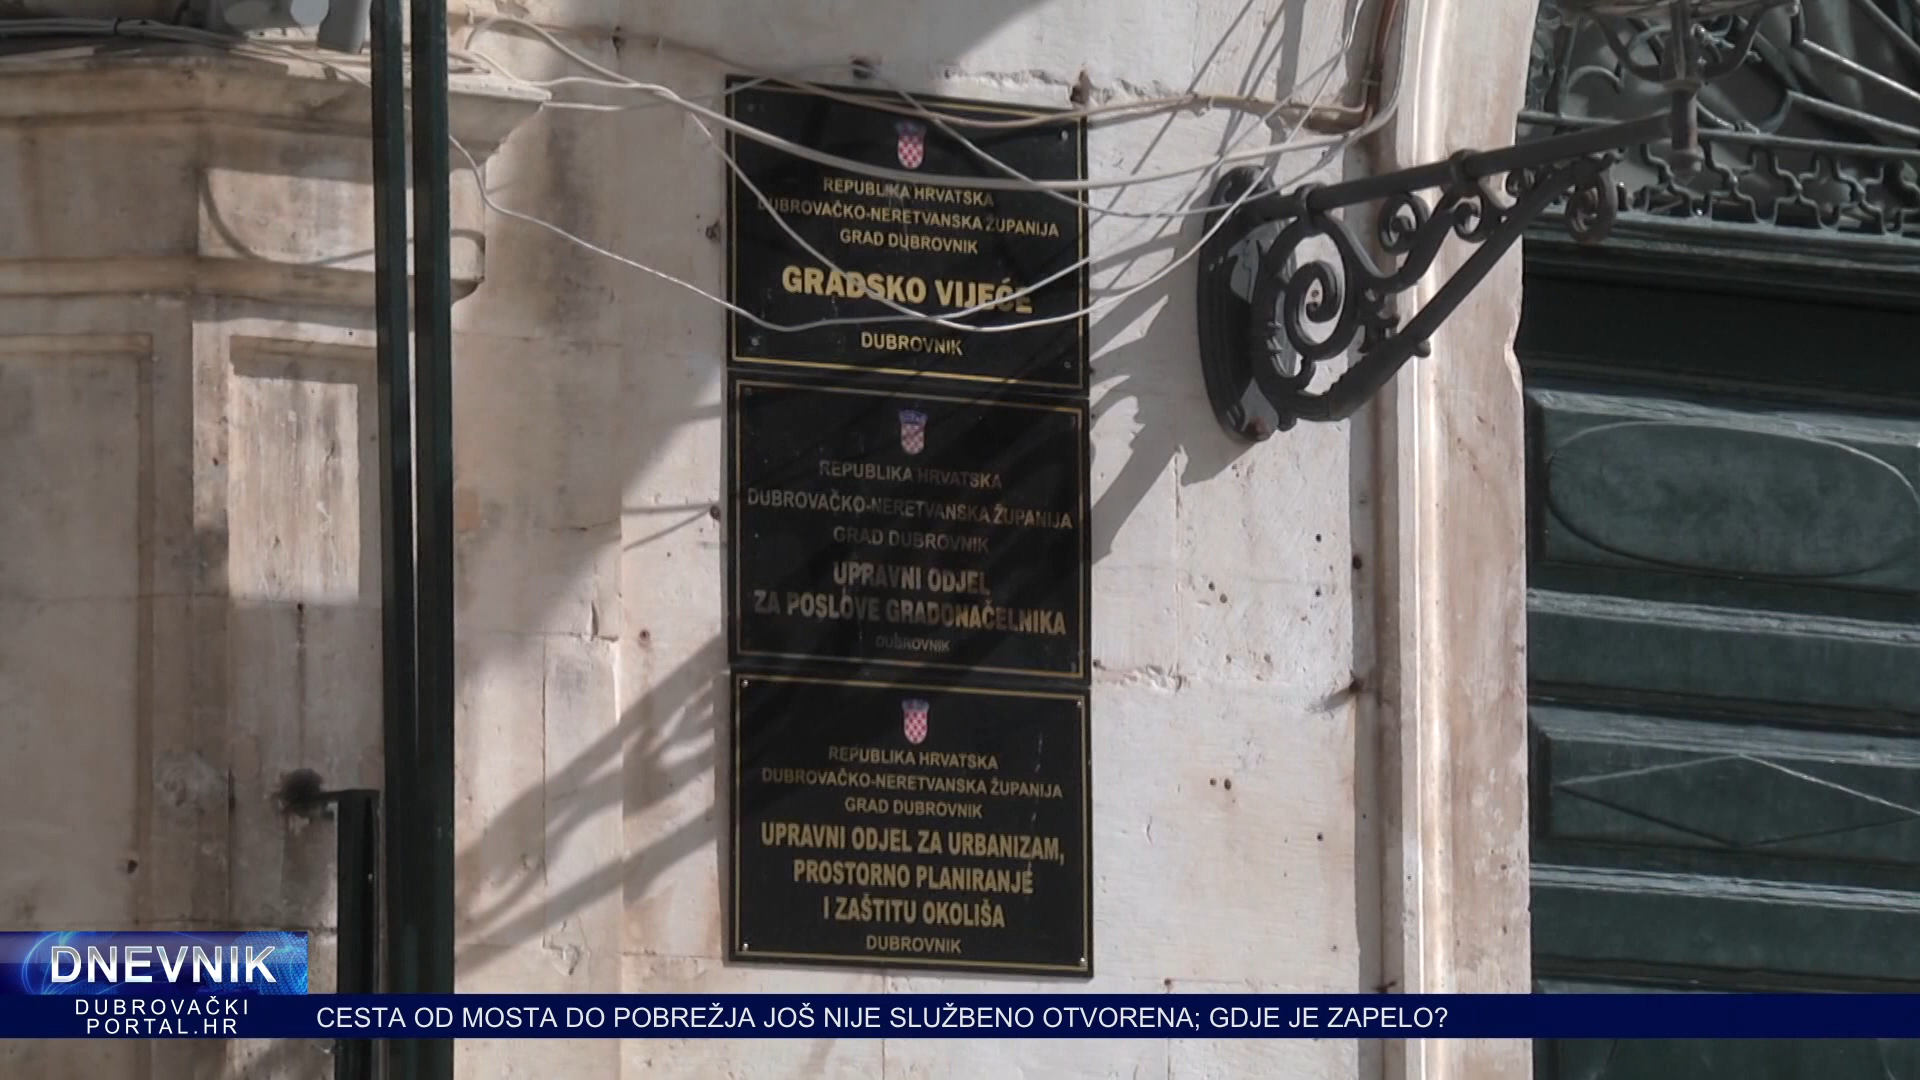 REPUBLIKA HRVATSKA
DUBROVAČKO-NERETVANSKA ŽUPANIJA
GRAD DUBROVNIK
GRADSKO VIJEĆE
DUBROVNIK
REPUBLIKA HRVATSKA
DUBROVAČKO-NERETVANSKA ŽUPANIJA
GRAD DUBROVNIK
UPRAVNI ODJEL
ZA POSLOVE GRADONAČELNIKA
DUBROVNIK
REPUBLIKA HRVATSKA
DUBROVAČKO-NERETVANSKA ŽUPANIJA
GRAD DUBROVNIK
UPRAVNI ODJEL ZA URBANIZAM,
PROSTORNO PLANIRANJE
I ZAŠTITU OKOLIŠA
DUBROVNIK
DNEVNIK
DUBROVAČKI
PORTAL.HR
CESTA OD MOSTA DO POBREŽJA JOŠ NIJE SLUŽBENO OTVORENA; GDJE JE ZAPELO?